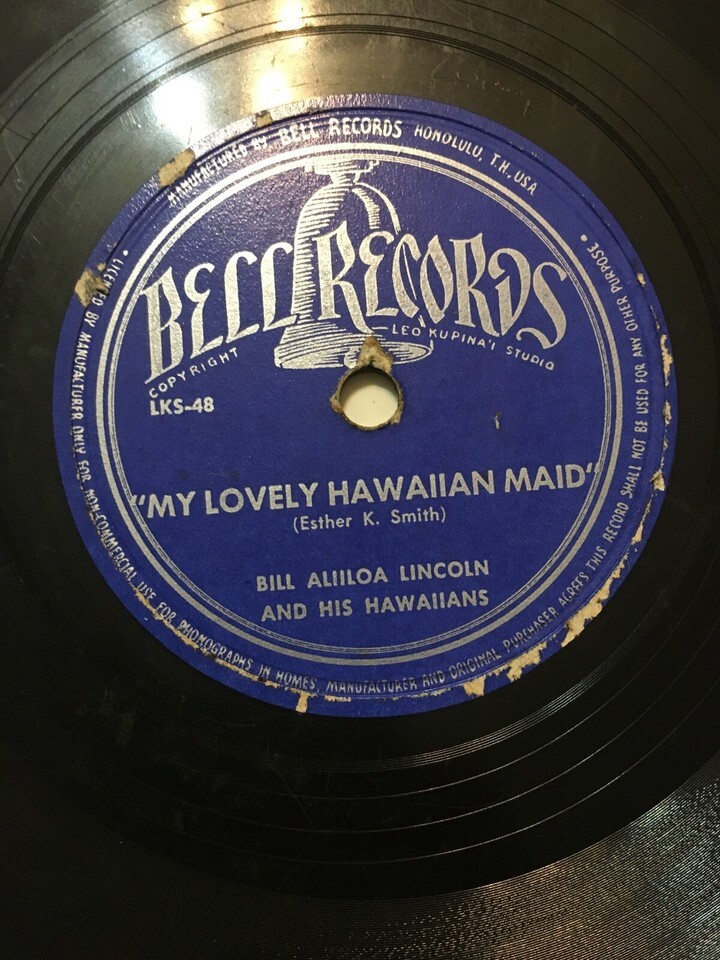 MANUFACTURED BY BELL RECORDS HONOLULU, T.H., USA
BELL RECORDS
COPYRIGHT LEO KUPINA'I STUDIO
LKS-48
"MY LOVELY HAWAIIAN MAID"
(Esther K. Smith)
BILL ALIILOA LINCOLN
AND HIS HAWAIIANS
• LICENSED BY MANUFACTURER ONLY FOR NON-COMMERCIAL USE FOR PHONOGRAPHS IN HOMES. MANUFACTURER AND ORIGINAL PURCHASER AGREES THIS RECORD SHALL NOT BE USED FOR ANY OTHER PURPOSE •